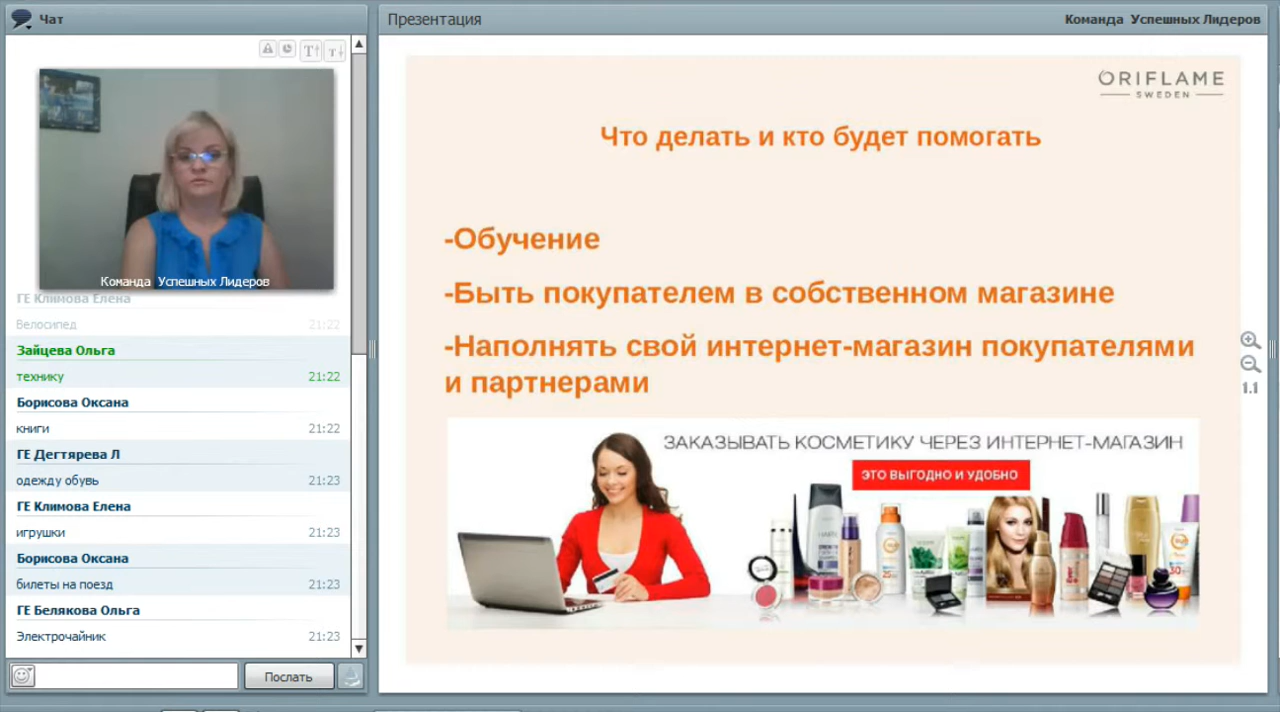 Чат
Команда Успешных Лидеров
ГЕ Климова Елена
Велосипед 21:22
Зайцева Ольга
технику 21:22
Борисова Оксана
книги 21:22
ГЕ Дегтярева Л
одежду обувь 21:23
ГЕ Климова Елена
игрушки 21:23
Борисова Оксана
билеты на поезд 21:23
ГЕ Белякова Ольга
Электрочайник 21:23
Послать
Презентация
Команда Успешных Лидеров
ORIFLAME
SWEDEN
Что делать и кто будет помогать
-Обучение
-Быть покупателем в собственном магазине
-Наполнять свой интернет-магазин покупателями
и партнерами
ЗАКАЗЫВАТЬ КОСМЕТИКУ ЧЕРЕЗ ИНТЕРНЕТ-МАГАЗИН
ЭТО ВЫГОДНО И УДОБНО
1.1